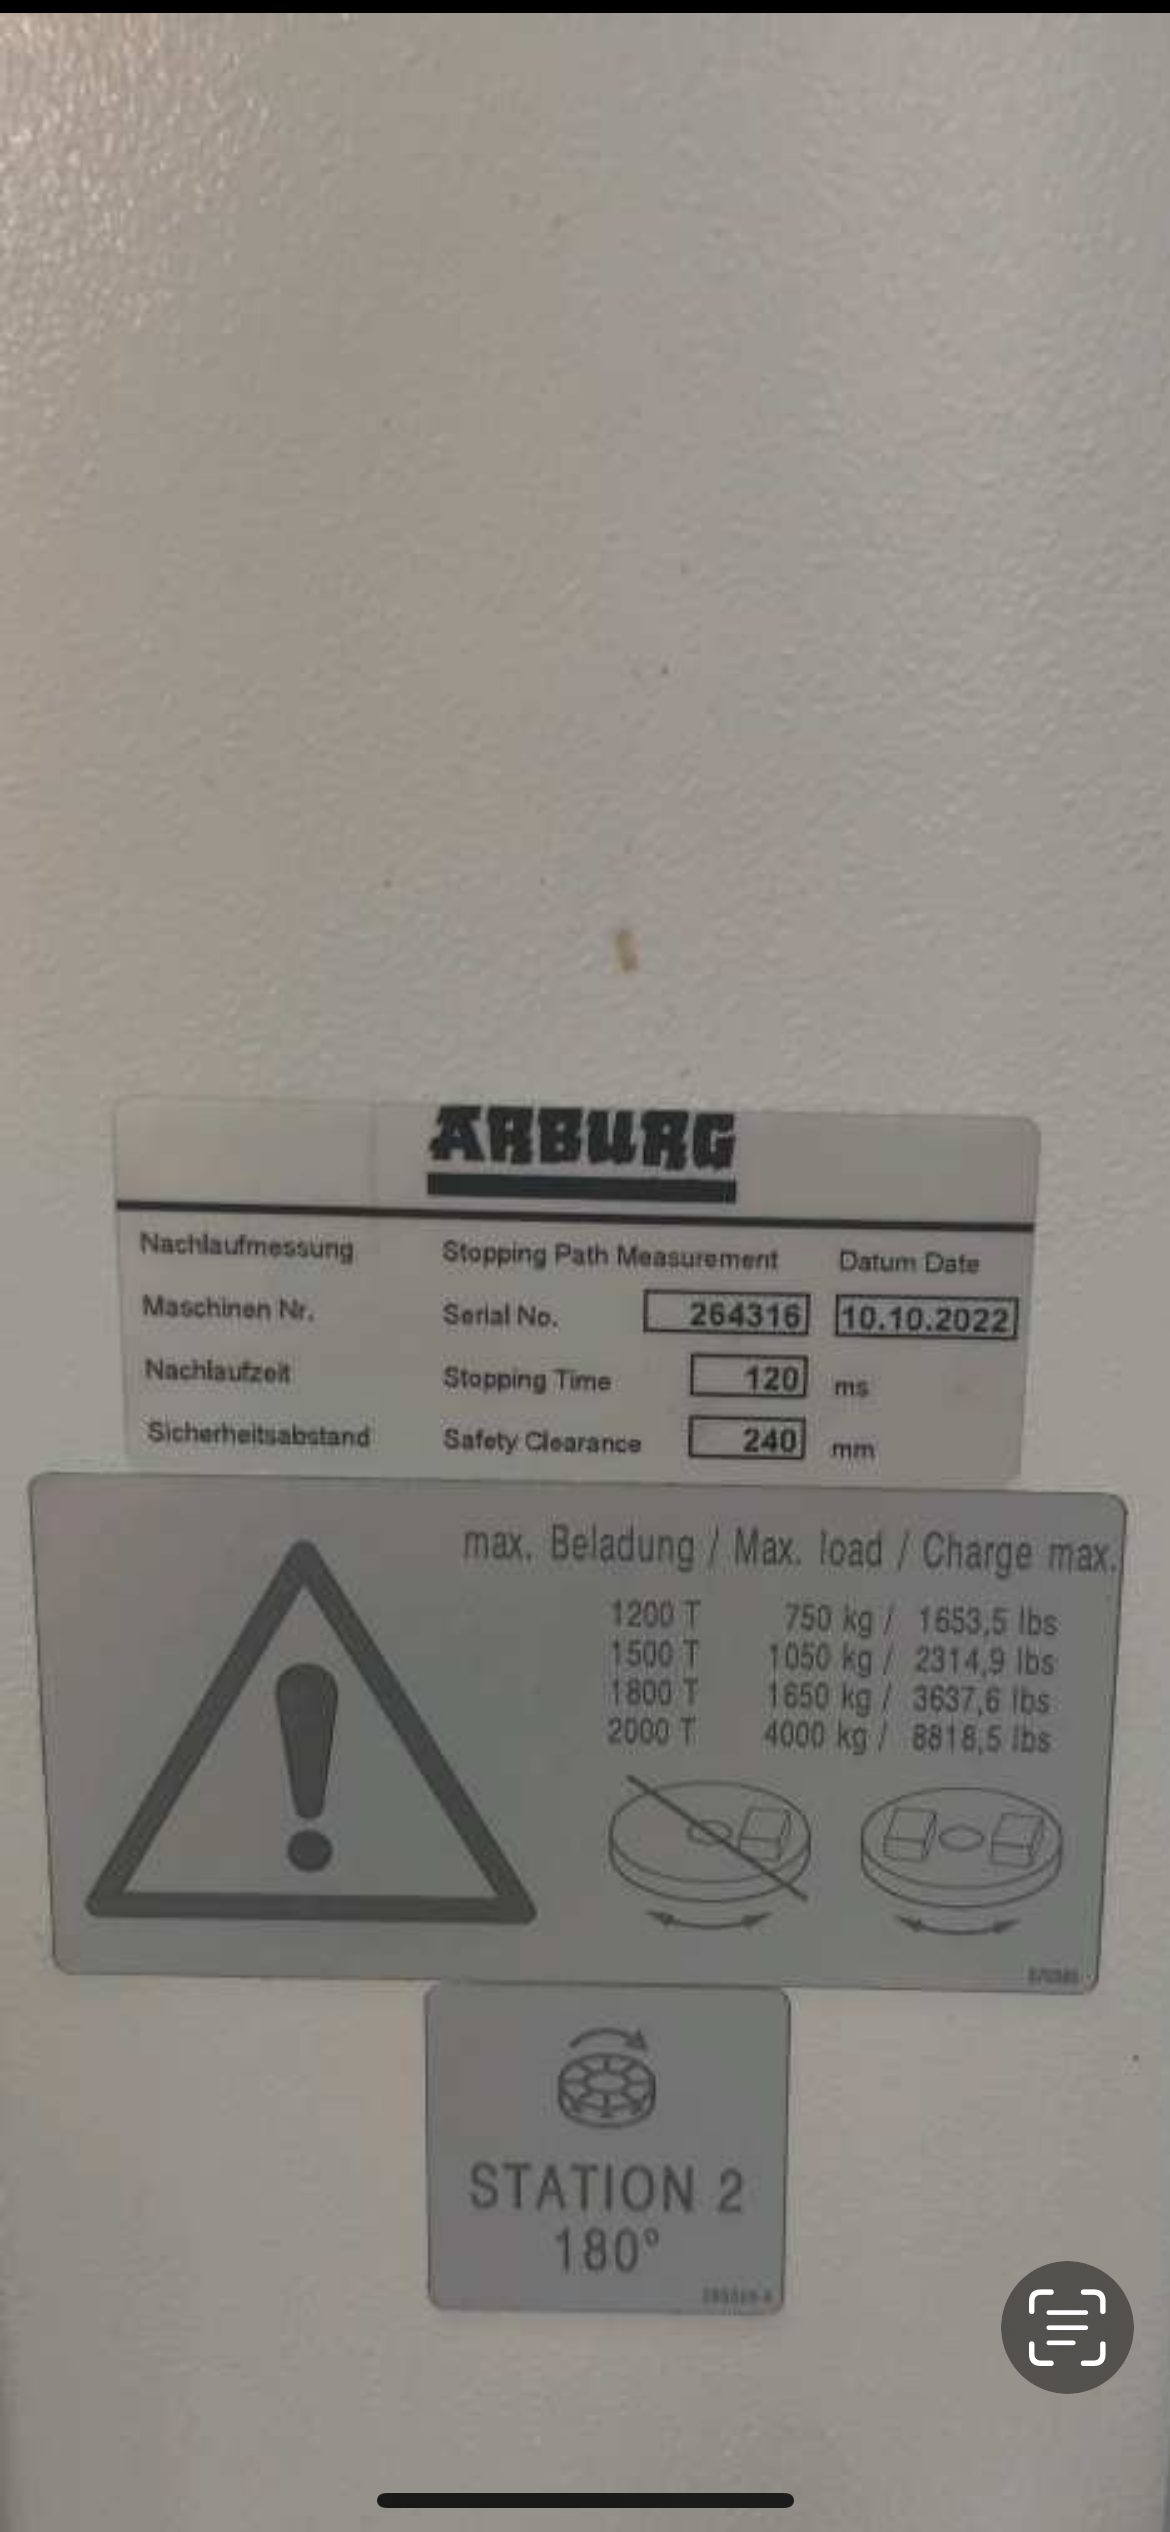 ARBURG
Nachlaufmessung Stopping Path Measurement Datum Date
Maschinen Nr. Serial No. 264316 10.10.2022
Nachlaufzeit Stopping Time 120 ms
Sicherheitsabstand Safety Clearance 240 mm
max. Beladung / Max. load / Charge max.
1200 T 750 kg / 1653,5 lbs
1500 T 1050 kg / 2314,9 lbs
1800 T 1650 kg / 3637,6 lbs
2000 T 4000 kg / 8818,5 lbs
STATION 2
180°